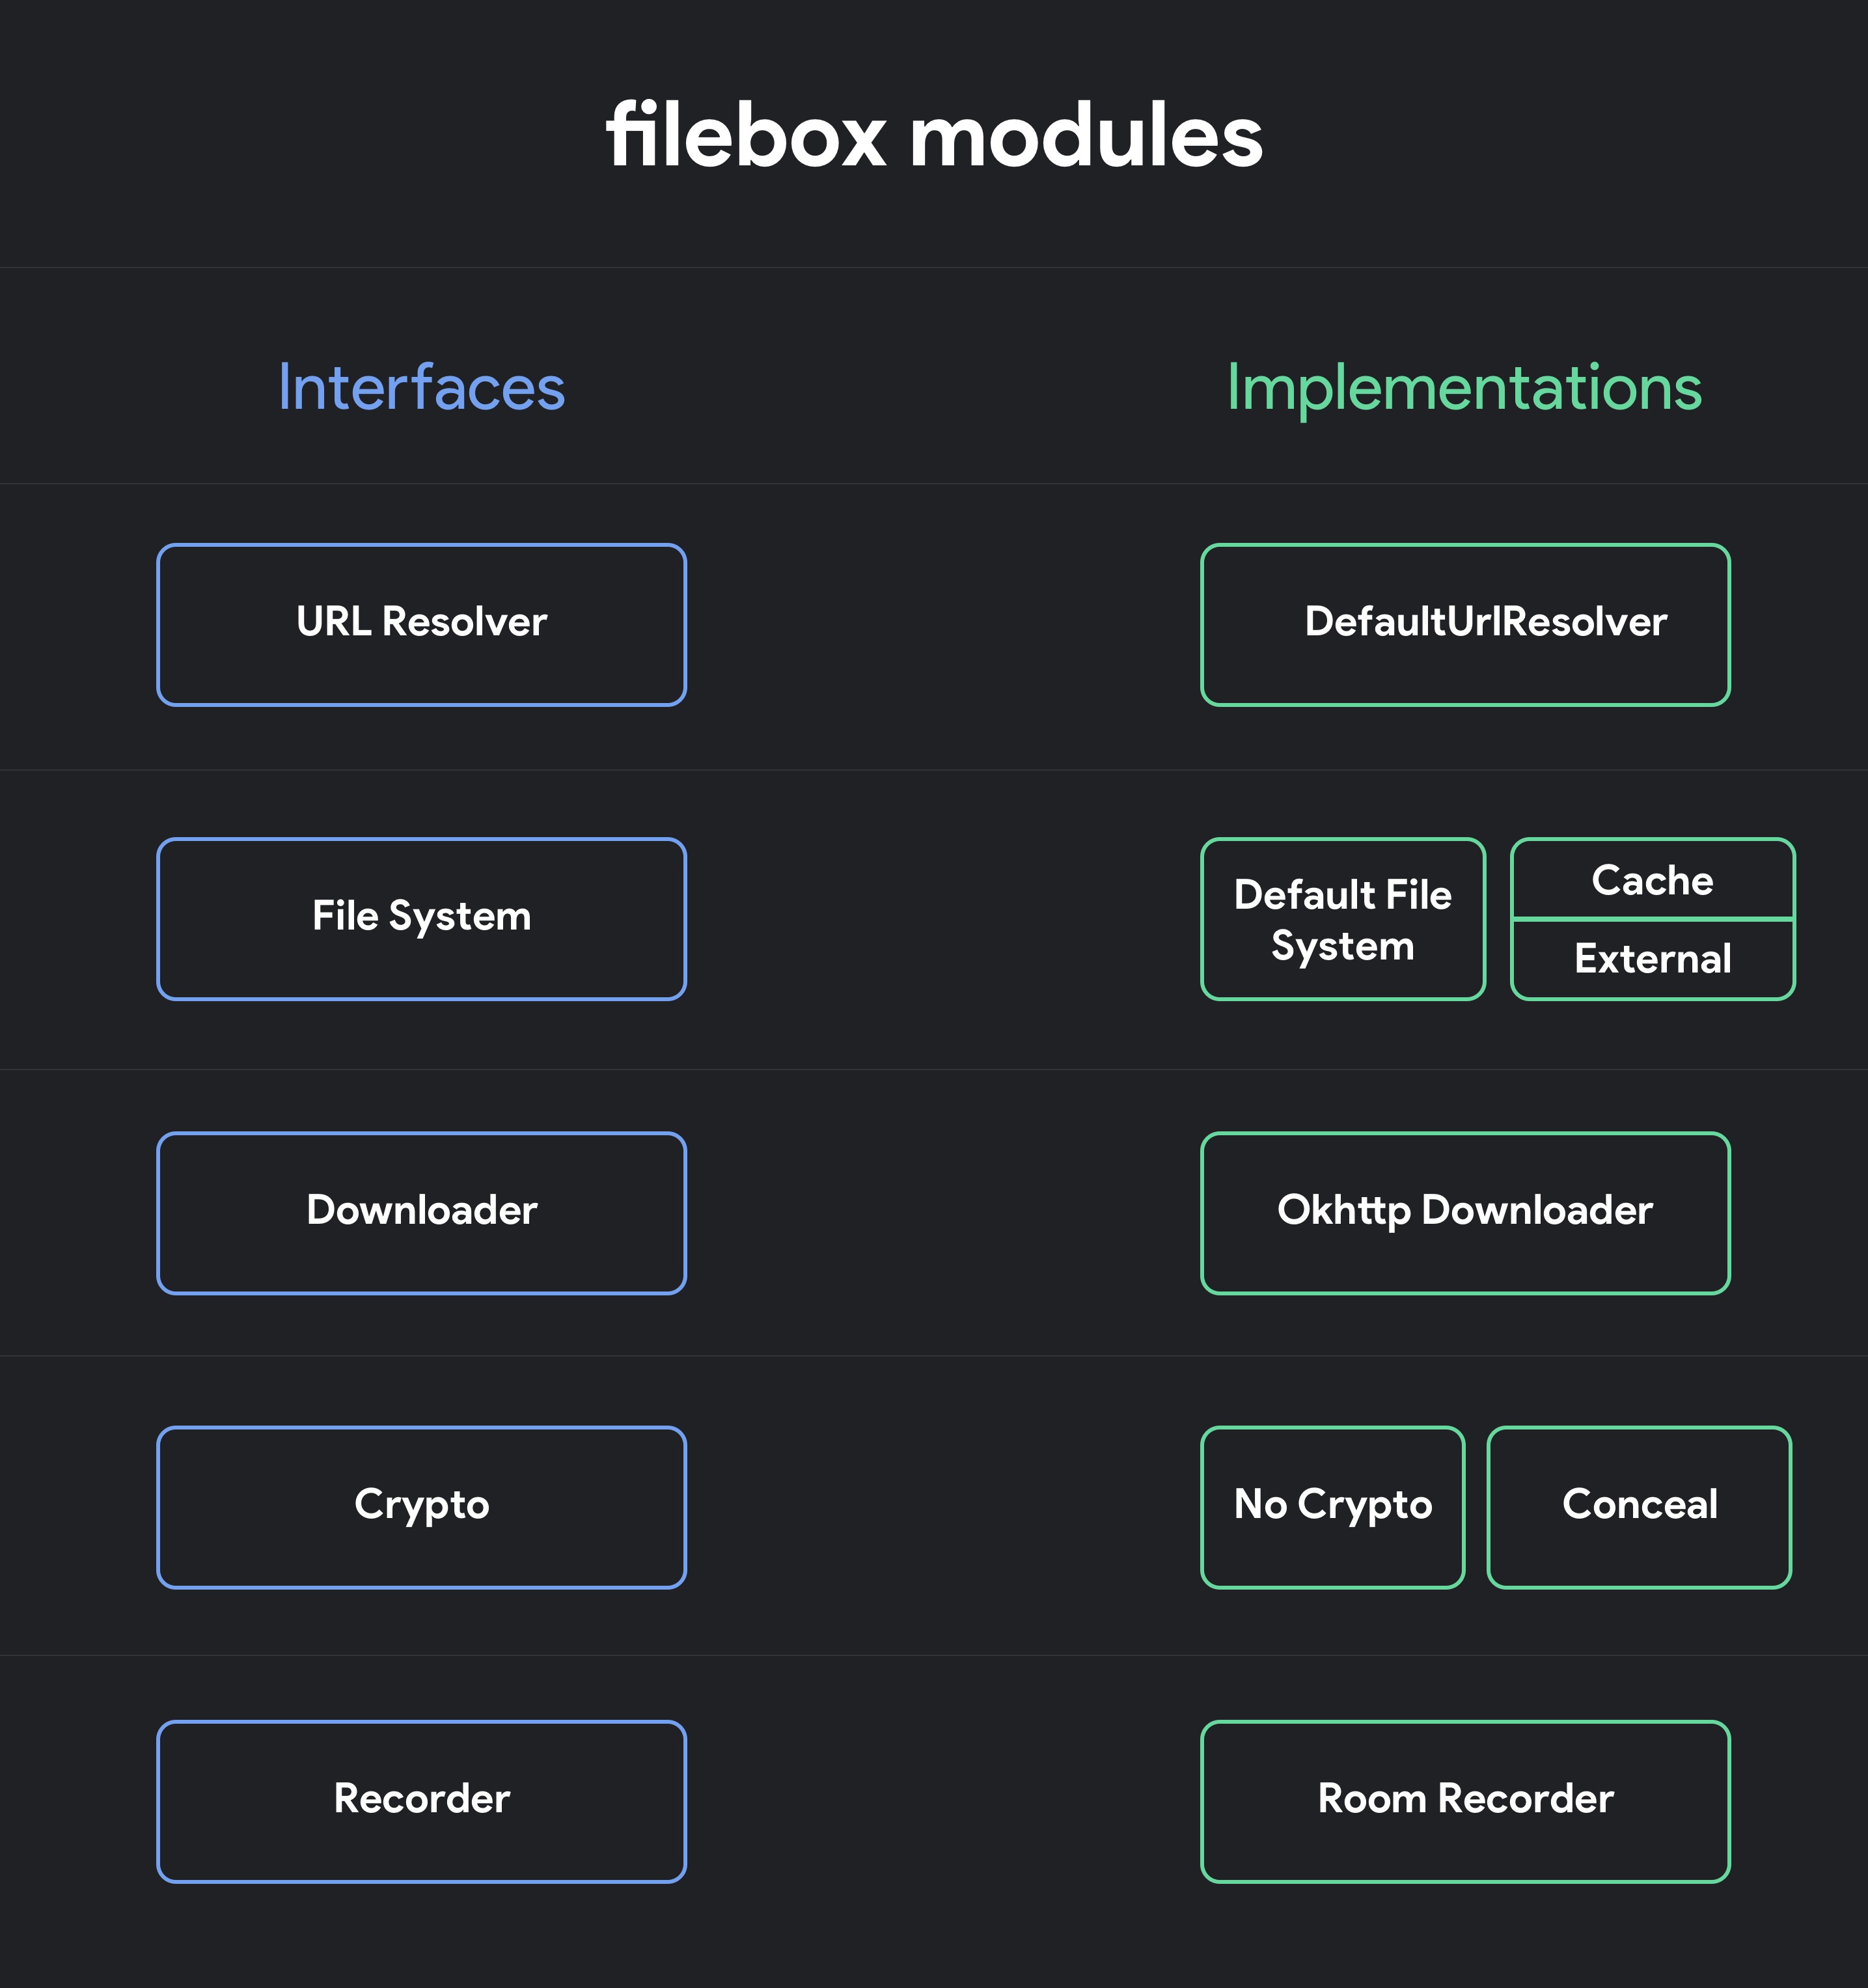 filebox modules
Interfaces
Implementations
URL Resolver
DefaultUrlResolver
File System
Default File
System
Cache
External
Downloader
Okhttp Downloader
Crypto
No Crypto
Conceal
Recorder
Room Recorder